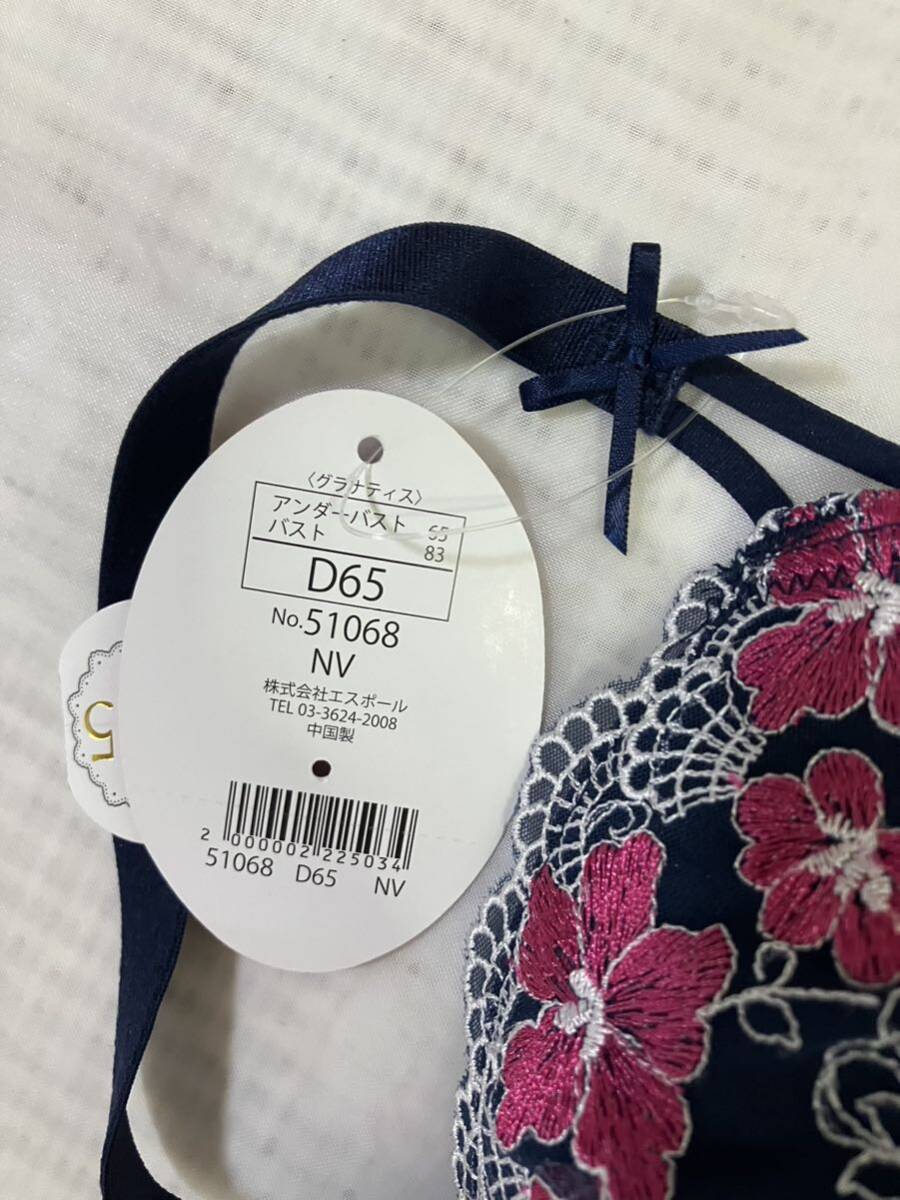 〈グラナティス〉
アンダーバスト 65
バスト 83
D65
No.51068
NV
株式会社エスポール
TEL 03-3624-2008
中国製
2 000002 225034
51068 D65 NV
5